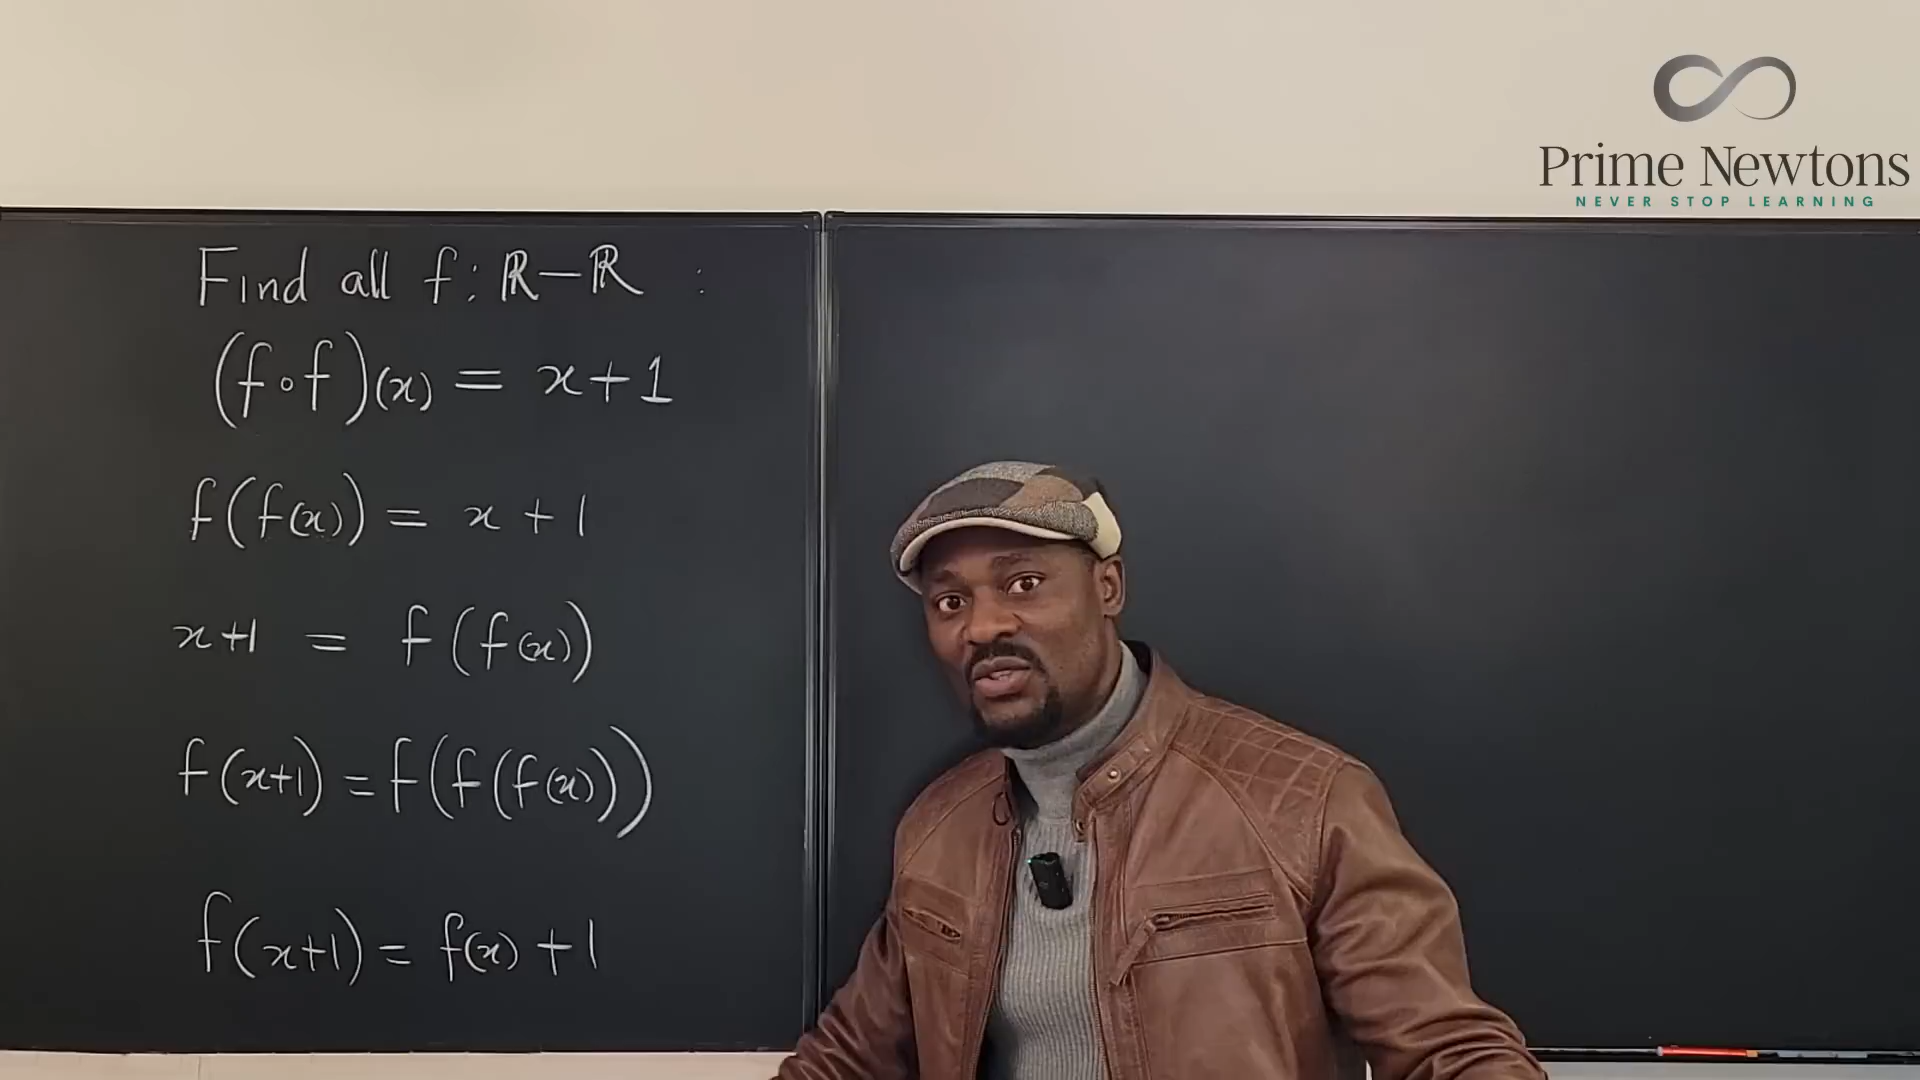 Prime Newtons
NEVER STOP LEARNING
Find all f: ℝ—ℝ :
(f∘f)(x) = x+1
f(f(x)) = x+1
x+1 = f(f(x))
f(x+1) = f(f(f(x)))
f(x+1) = f(x)+1